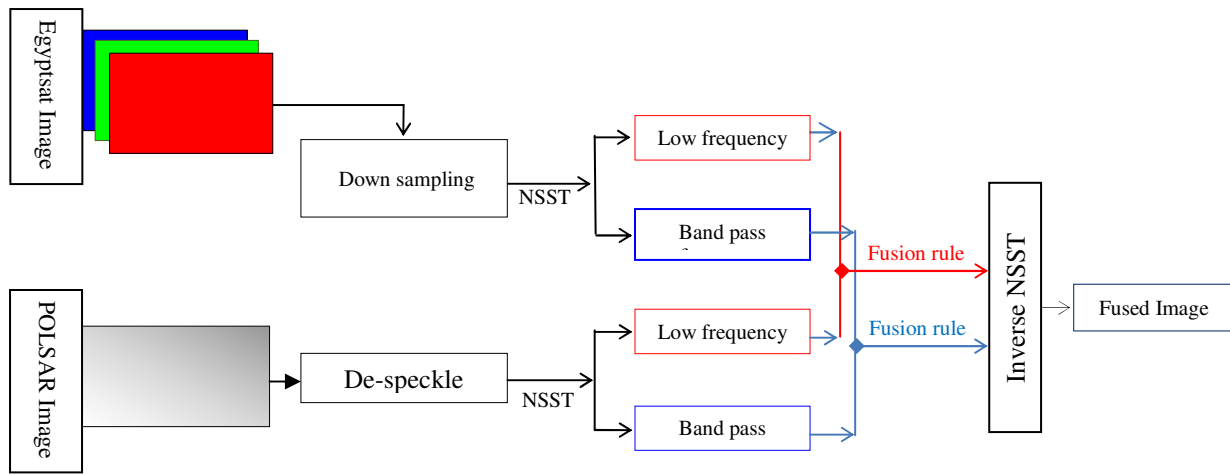 Egyptsat Image
Down sampling
NSST
Low frequency
Band pass
Fusion rule
POLSAR Image
De-speckle
NSST
Low frequency
Band pass
Fusion rule
Inverse NSST
Fused Image